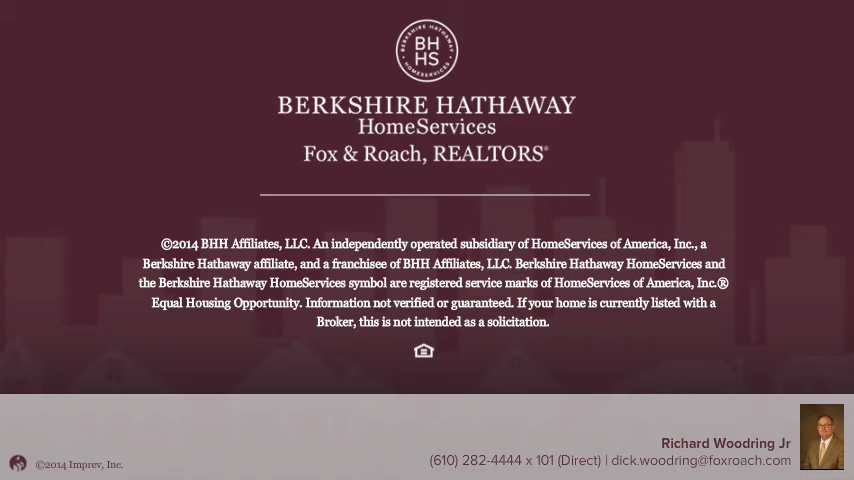 BERKSHIRE HATHAWAY
BH
HS
HOMESERVICES
BERKSHIRE HATHAWAY
HomeServices
Fox & Roach, REALTORS®
©2014 BHH Affiliates, LLC. An independently operated subsidiary of HomeServices of America, Inc., a
Berkshire Hathaway affiliate, and a franchisee of BHH Affiliates, LLC. Berkshire Hathaway HomeServices and
the Berkshire Hathaway HomeServices symbol are registered service marks of HomeServices of America, Inc.®
Equal Housing Opportunity. Information not verified or guaranteed. If your home is currently listed with a
Broker, this is not intended as a solicitation.
Richard Woodring Jr
(610) 282-4444 x 101 (Direct) | dick.woodring@foxroach.com
©2014 Imprev, Inc.